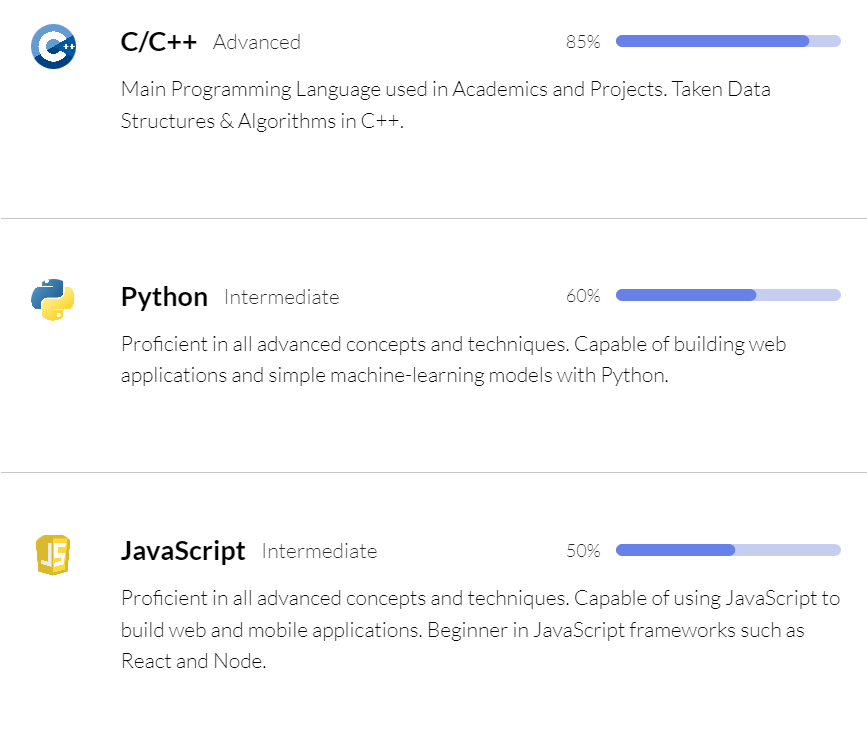 C++
C/C++ Advanced 85%
Main Programming Language used in Academics and Projects. Taken Data
Structures & Algorithms in C++.
Python Intermediate 60%
Proficient in all advanced concepts and techniques. Capable of building web
applications and simple machine-learning models with Python.
JS
JavaScript Intermediate 50%
Proficient in all advanced concepts and techniques. Capable of using JavaScript to
build web and mobile applications. Beginner in JavaScript frameworks such as
React and Node.